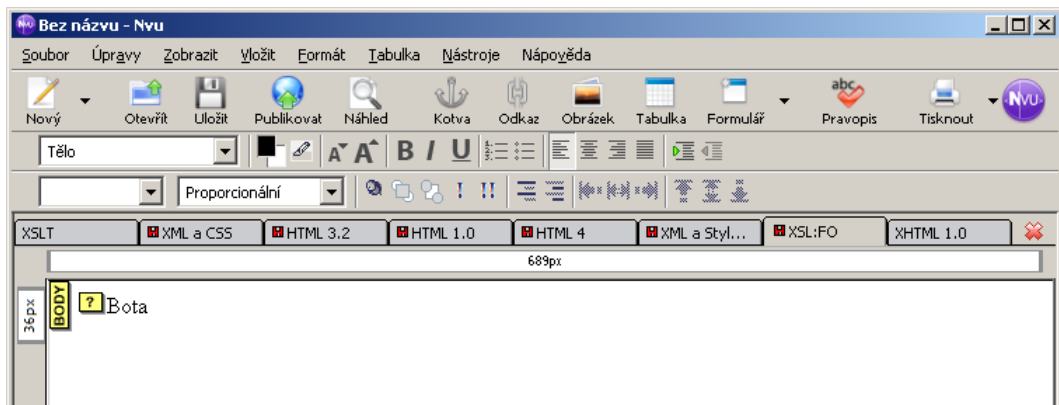 Bez názvu - Nvu
Soubor Úpravy Zobrazit Vložit Formát Tabulka Nástroje Nápověda
abc
NVU
Nový Otevřít Uložit Publikovat Náhled Kotva Odkaz Obrázek Tabulka Formulář Pravopis Tisknout
Tělo A A B I U
Proporcionální ! !!
XSLT XML a CSS HTML 3.2 HTML 1.0 HTML 4 XML a Styl... XSL:FO XHTML 1.0
689px
36px BODY ? Bota